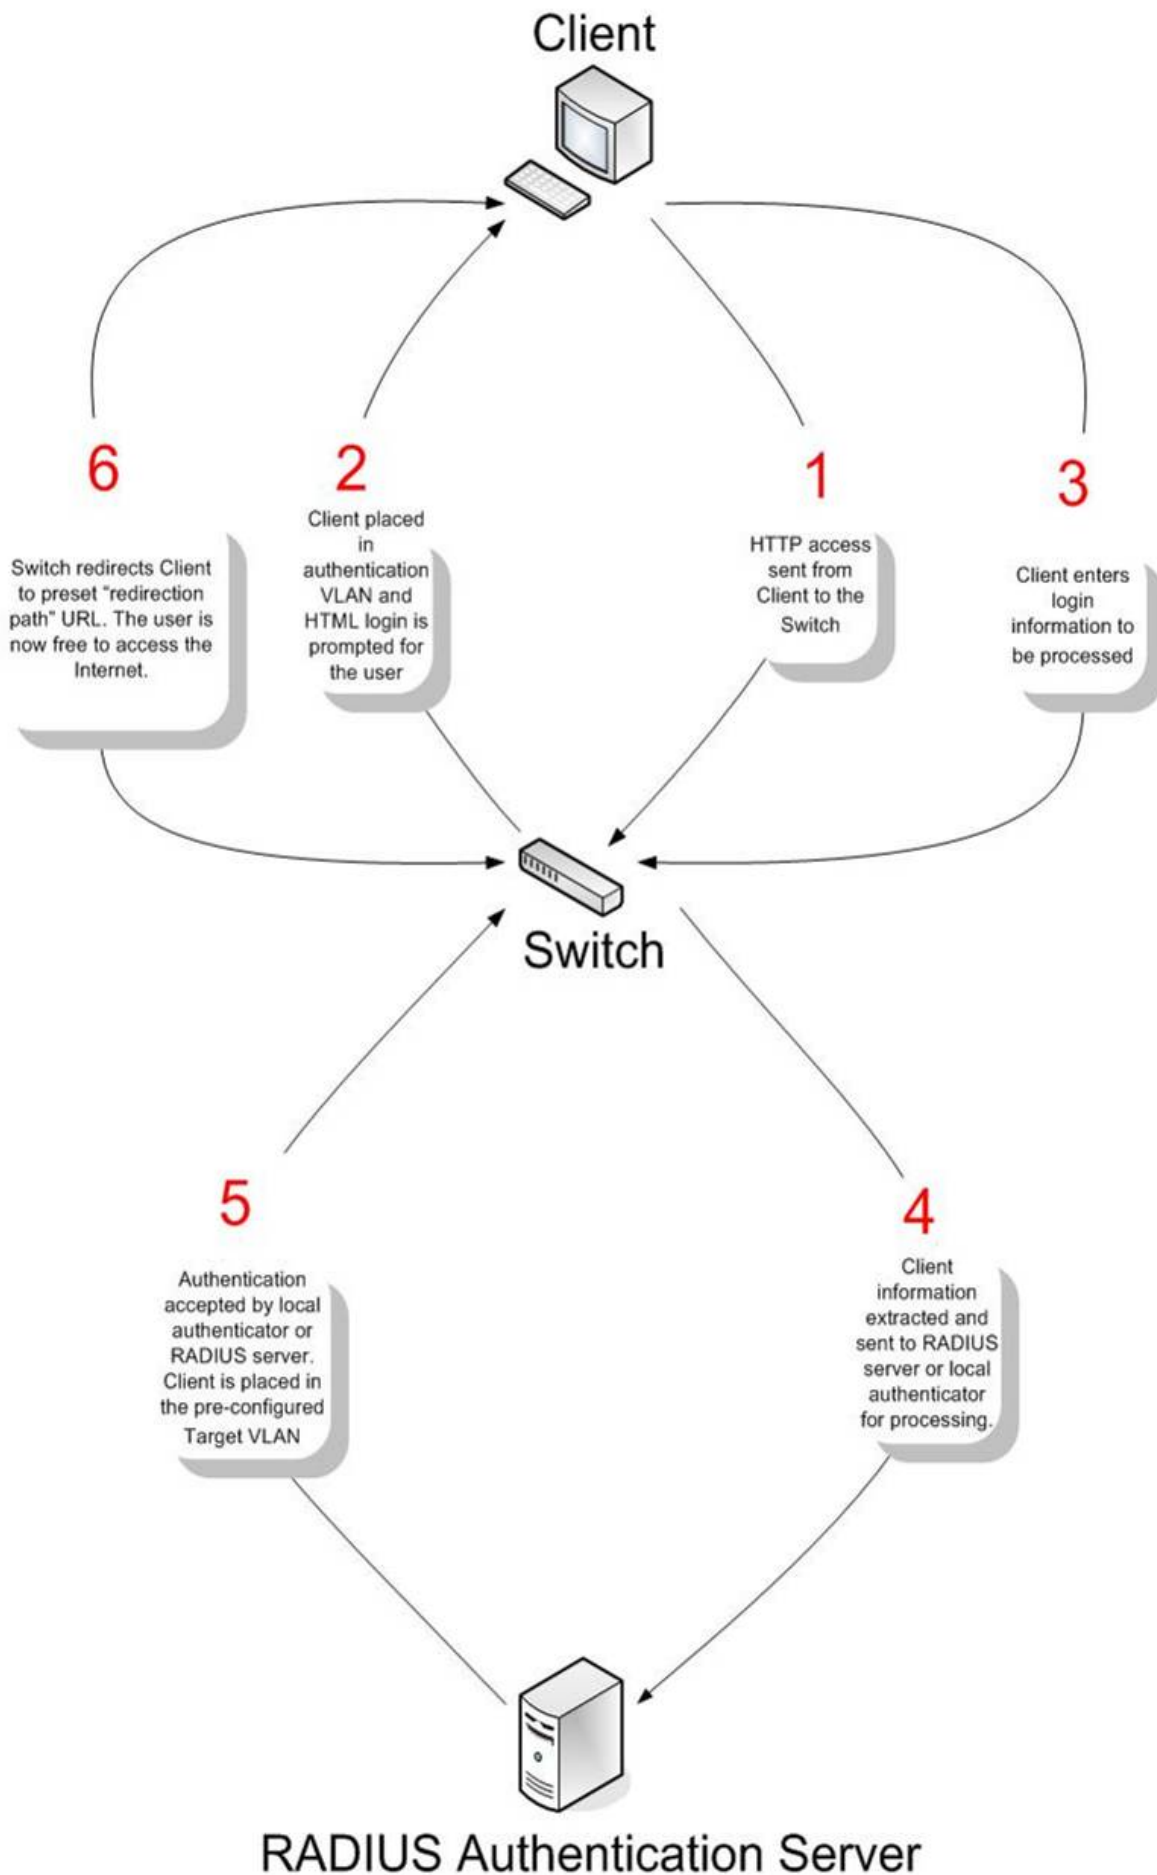 Client
6
Switch redirects Client
to preset “redirection
path” URL. The user is
now free to access the
Internet.
2
Client placed
in
authentication
VLAN and
HTML login is
prompted for
the user
1
HTTP access
sent from
Client to the
Switch
3
Client enters
login
information to
be processed
Switch
5
Authentication
accepted by local
authenticator or
RADIUS server.
Client is placed in
the pre-configured
Target VLAN
4
Client
information
extracted and
sent to RADIUS
server or local
authenticator
for processing.
RADIUS Authentication Server